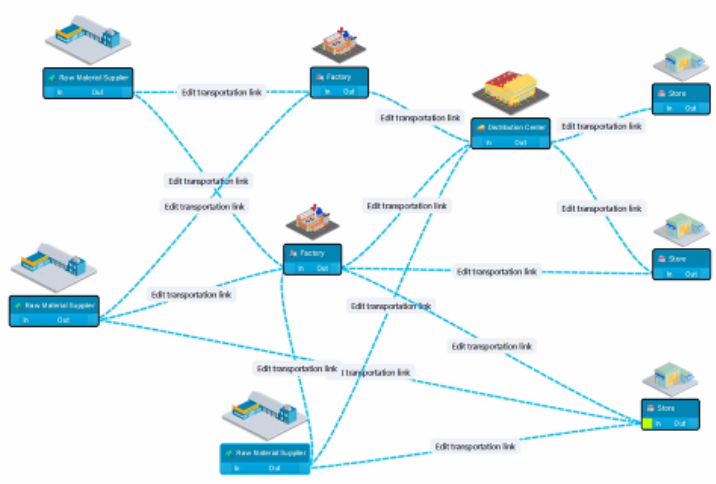 Raw Material Supplier
In Out
Edit transportation link
Factory
In Out
Edit transportation link
Distribution Center
In Out
Store
In Out
Edit transportation link
Edit transportation link
Edit transportation link
Edit transportation link
Edit transportation link
Factory
In Out
Store
In Out
Edit transportation link
Raw Material Supplier
In Out
Edit transportation link
Edit transportation link
Edit transportation link
Edit transportation link
t transportation link
Store
In Out
Raw Material Supplier
In Out
Edit transportation link